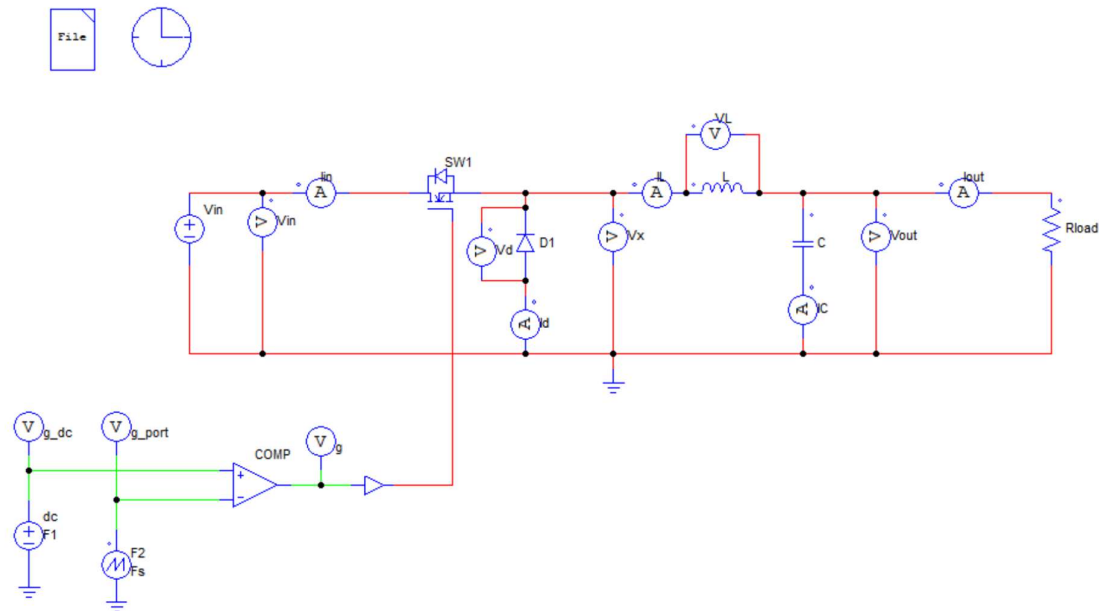 File
SW1
VL
Iin
IL
L
Iout
A
A
V
A
Vin
Vin
V
Vd
V
D1
Vx
V
C
Vout
V
Rload
Id
A
IC
A
V
g_dc
V
g_port
V
g
COMP
dc
F1
F2
Fs